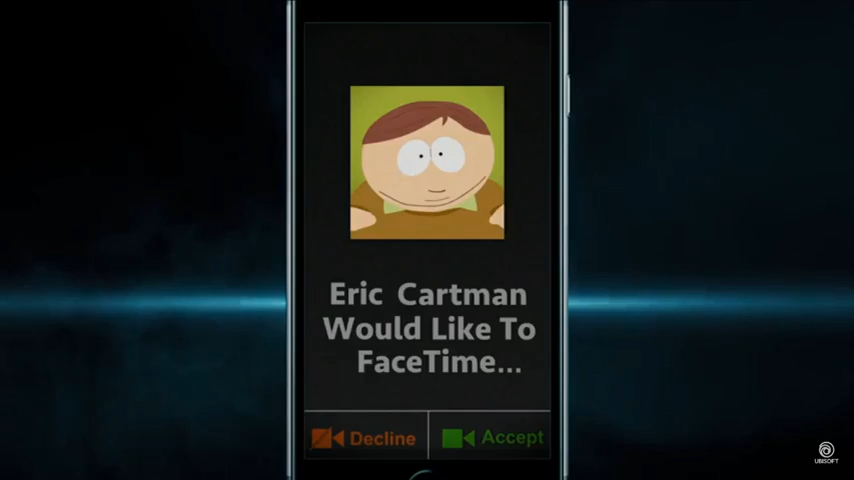 Eric Cartman
Would Like To
FaceTime...
Decline
Accept
UBISOFT